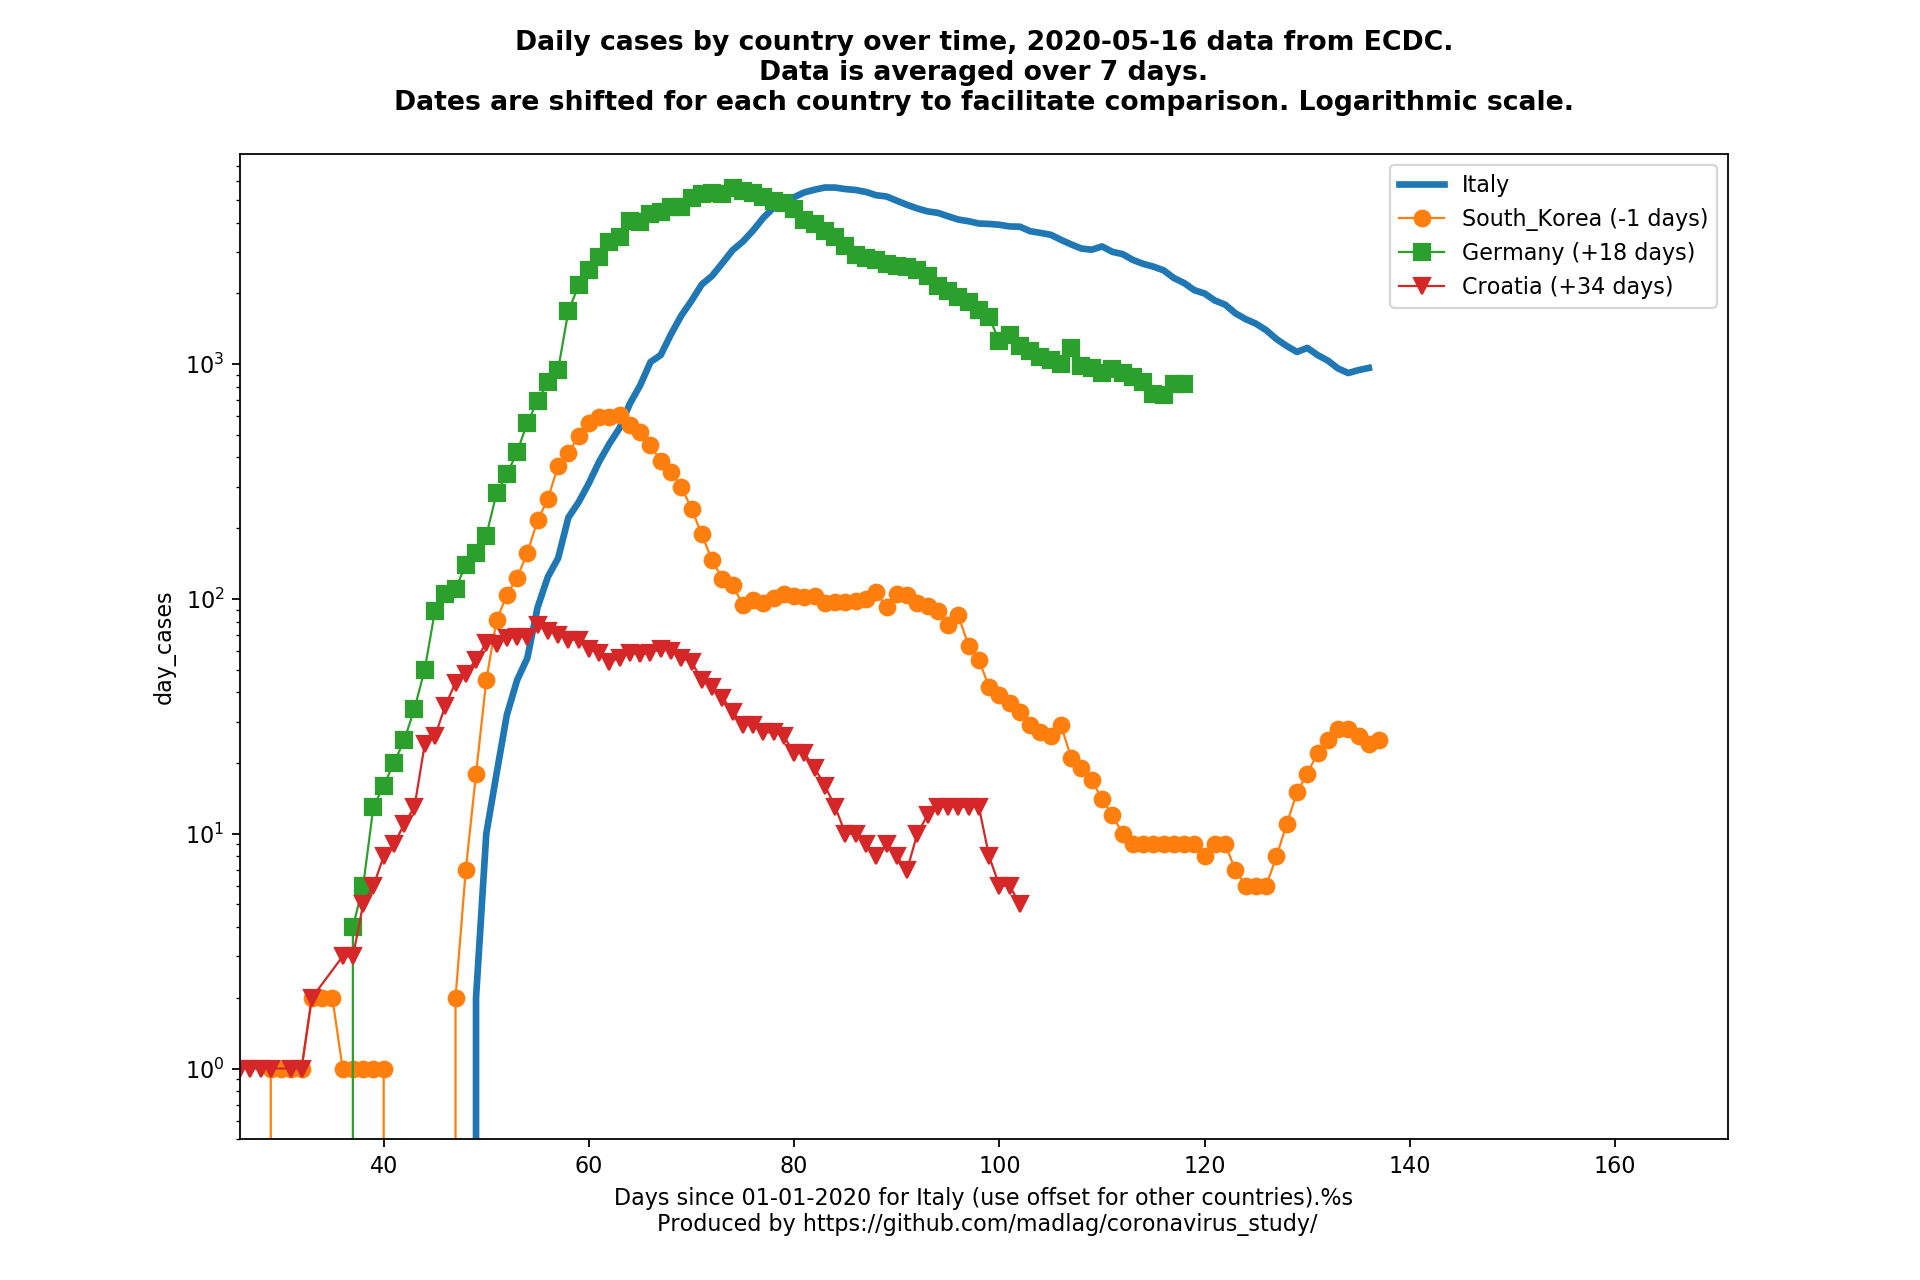 Daily cases by country over time, 2020-05-16 data from ECDC.
Data is averaged over 7 days.
Dates are shifted for each country to facilitate comparison. Logarithmic scale.
Italy
South_Korea (-1 days)
Germany (+18 days)
Croatia (+34 days)
day_cases
10³
10²
10¹
10⁰
40 60 80 100 120 140 160
Days since 01-01-2020 for Italy (use offset for other countries).%s
Produced by https://github.com/madlag/coronavirus_study/